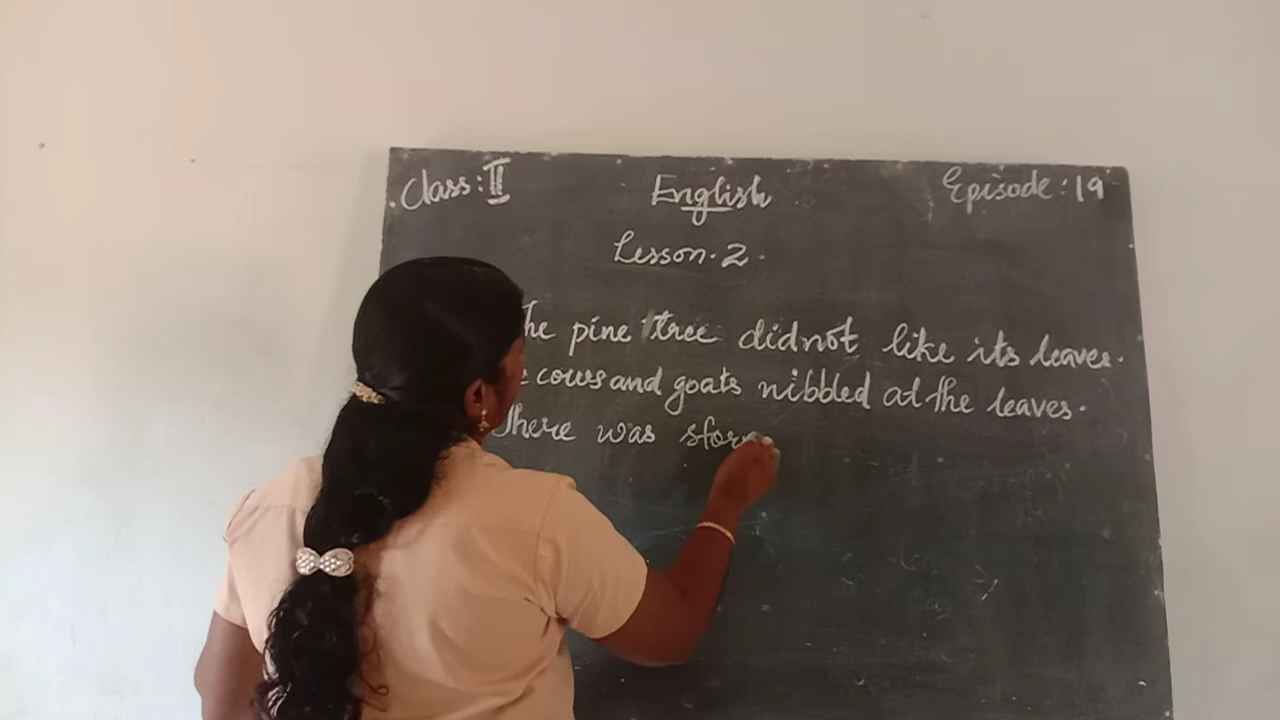 Class: II
English
Episode: 19
Lesson. 2.
he pine tree didnot like its leaves.
e cows and goats nibbled at the leaves.
There was